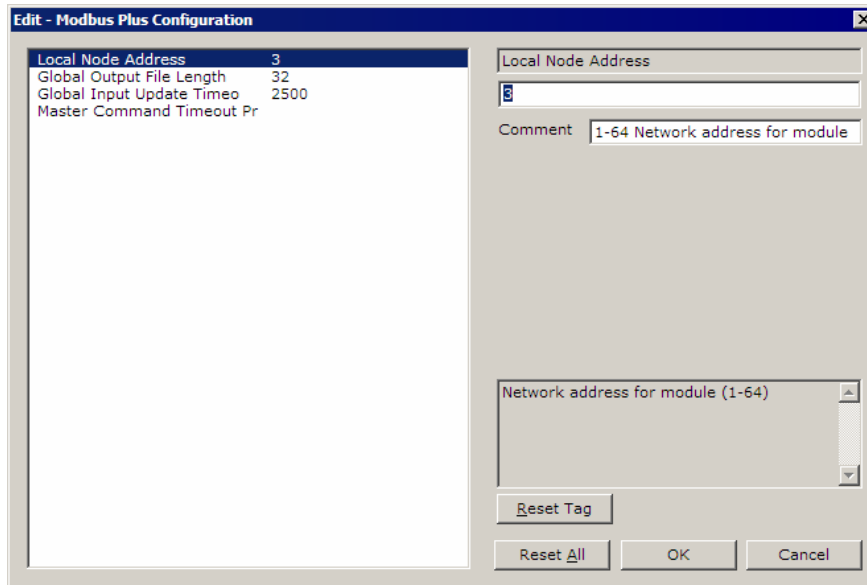 Edit - Modbus Plus Configuration
Local Node Address 3
Global Output File Length 32
Global Input Update Timeo 2500
Master Command Timeout Pr
Local Node Address
3
Comment 1-64 Network address for module
Network address for module (1-64)
Reset Tag
Reset All OK Cancel